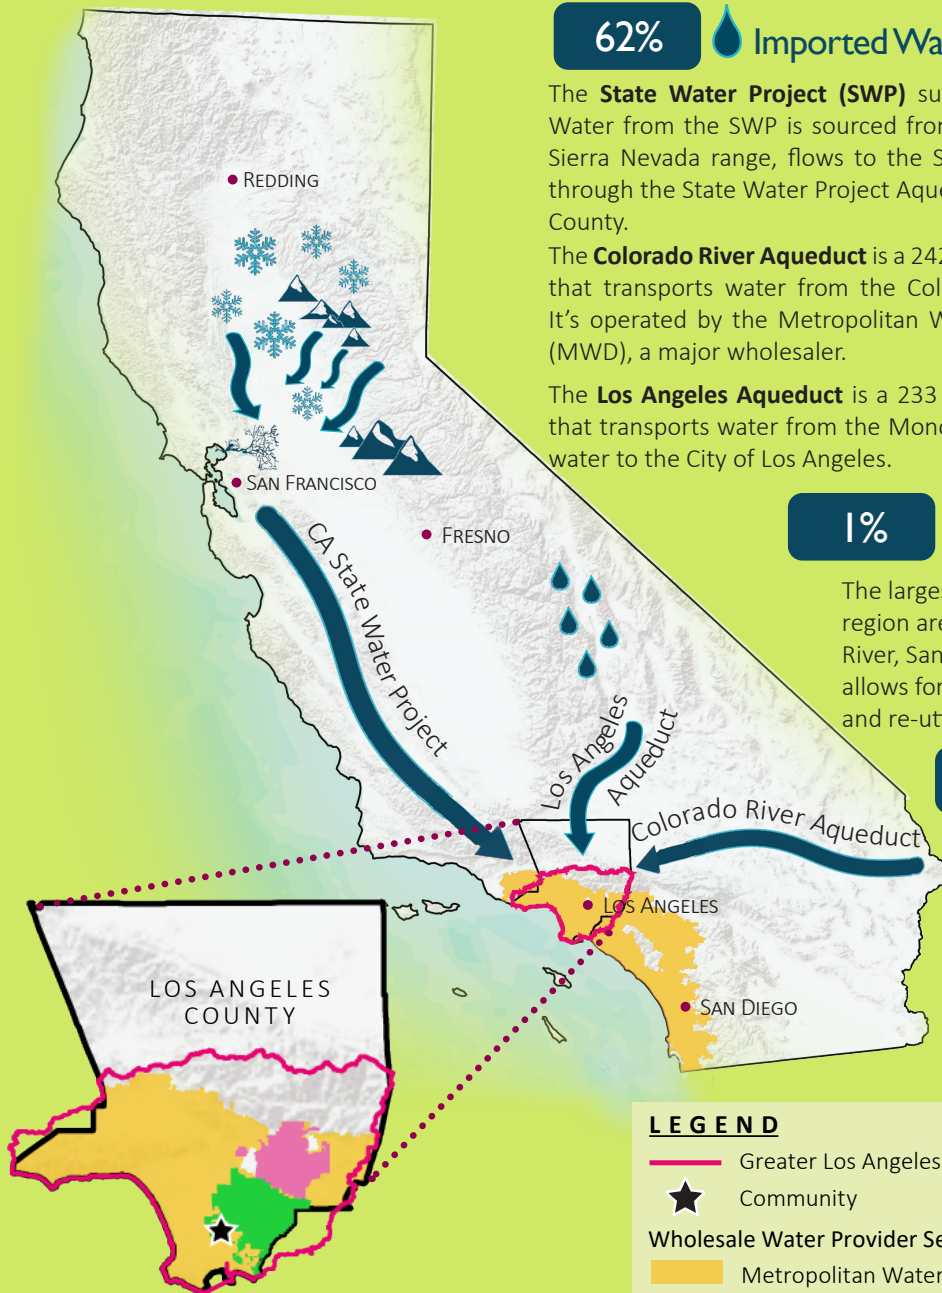 62%
Imported Wa
The State Water Project (SWP) su
Water from the SWP is sourced from
Sierra Nevada range, flows to the S
through the State Water Project Aque
County.
The Colorado River Aqueduct is a 242
that transports water from the Col
It’s operated by the Metropolitan W
(MWD), a major wholesaler.
The Los Angeles Aqueduct is a 233
that transports water from the Mono
water to the City of Los Angeles.
1%
The larges
region are
River, San
allows for
and re-ut
REDDING
SAN FRANCISCO
FRESNO
CA State Water Project
Los Angeles
Aqueduct
Colorado River Aqueduct
LOS ANGELES
SAN DIEGO
LOS ANGELES
COUNTY
LEGEND
Greater Los Angeles
Community
Wholesale Water Provider Se
Metropolitan Water